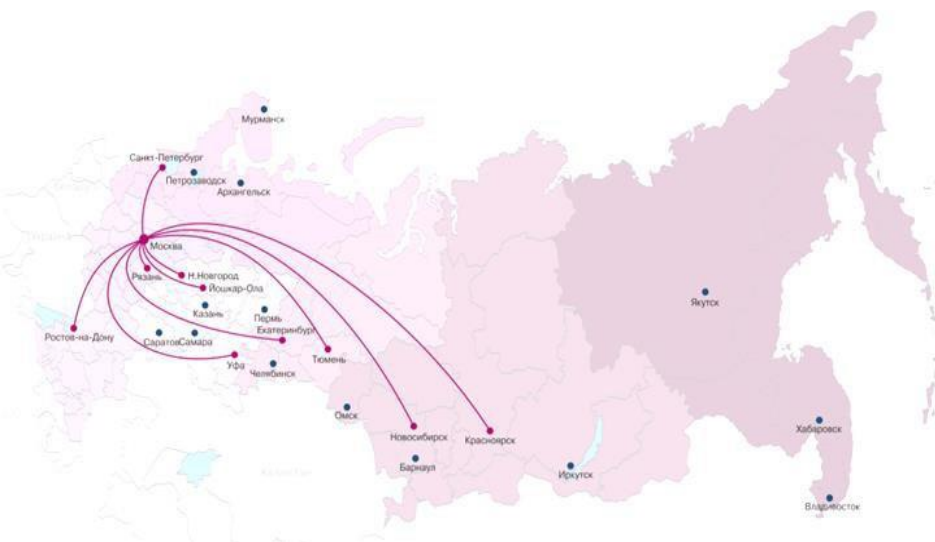 Мурманск
Санкт-Петербург
Петрозаводск
Архангельск
Москва
Рязань
Н.Новгород
Йошкар-Ола
Якутск
Казань
Пермь
Екатеринбург
Ростов-на-Дону
Саратов
Самара
Тюмень
Уфа
Челябинск
Омск
Хабаровск
Новосибирск
Красноярск
Барнаул
Иркутск
Владивосток